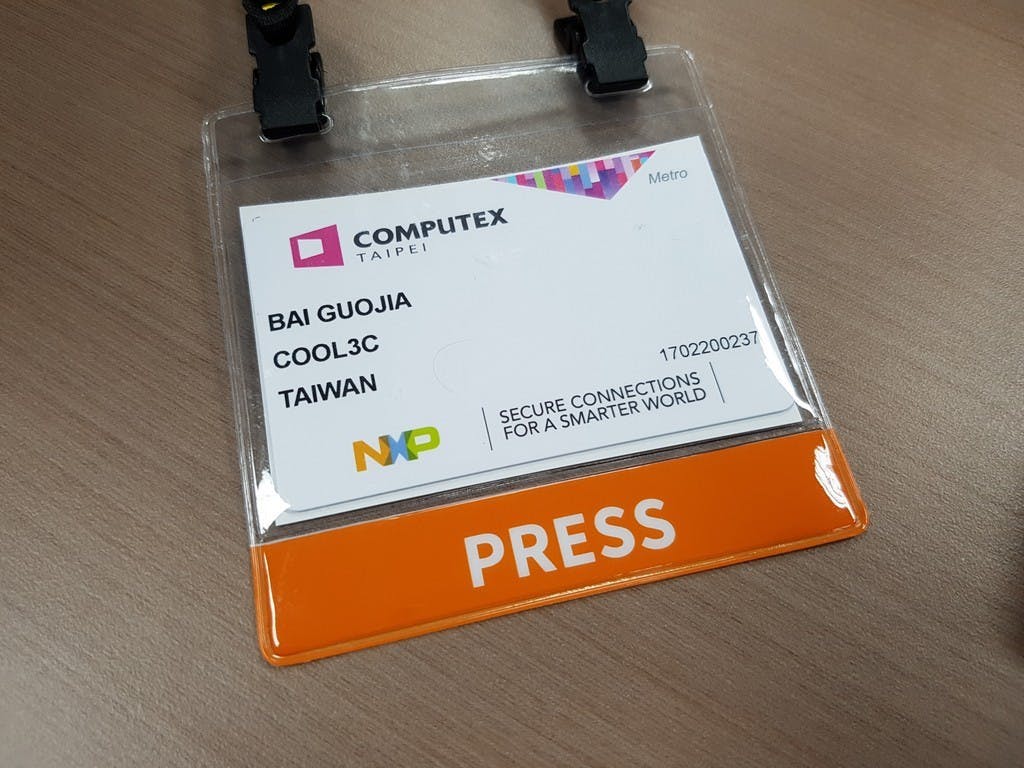 Metro
COMPUTEX
TAIPEI
BAI GUOJIA
COOL3C
TAIWAN
1702200237
NXP
SECURE CONNECTIONS
FOR A SMARTER WORLD
PRESS